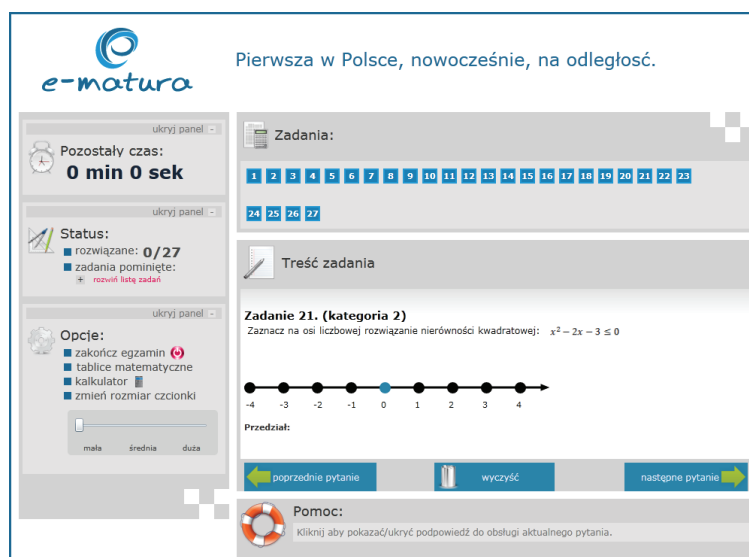 e-matura
Pierwsza w Polsce, nowocześnie, na odległosć.
ukryj panel -
Pozostały czas:
0 min 0 sek
ukryj panel -
Status:
rozwiązane: 0/27
zadania pominięte:
+ rozwiń listę zadań
ukryj panel -
Opcje:
zakończ egzamin
tablice matematyczne
kalkulator
zmień rozmiar czcionki
mała średnia duża
Zadania:
1 2 3 4 5 6 7 8 9 10 11 12 13 14 15 16 17 18 19 20 21 22 23
24 25 26 27
Treść zadania
Zadanie 21. (kategoria 2)
Zaznacz na osi liczbowej rozwiązanie nierówności kwadratowej: x² − 2x − 3 ≤ 0
-4 -3 -2 -1 0 1 2 3 4
Przedział:
poprzednie pytanie wyczyść następne pytanie
Pomoc:
Kliknij aby pokazać/ukryć podpowiedź do obsługi aktualnego pytania.